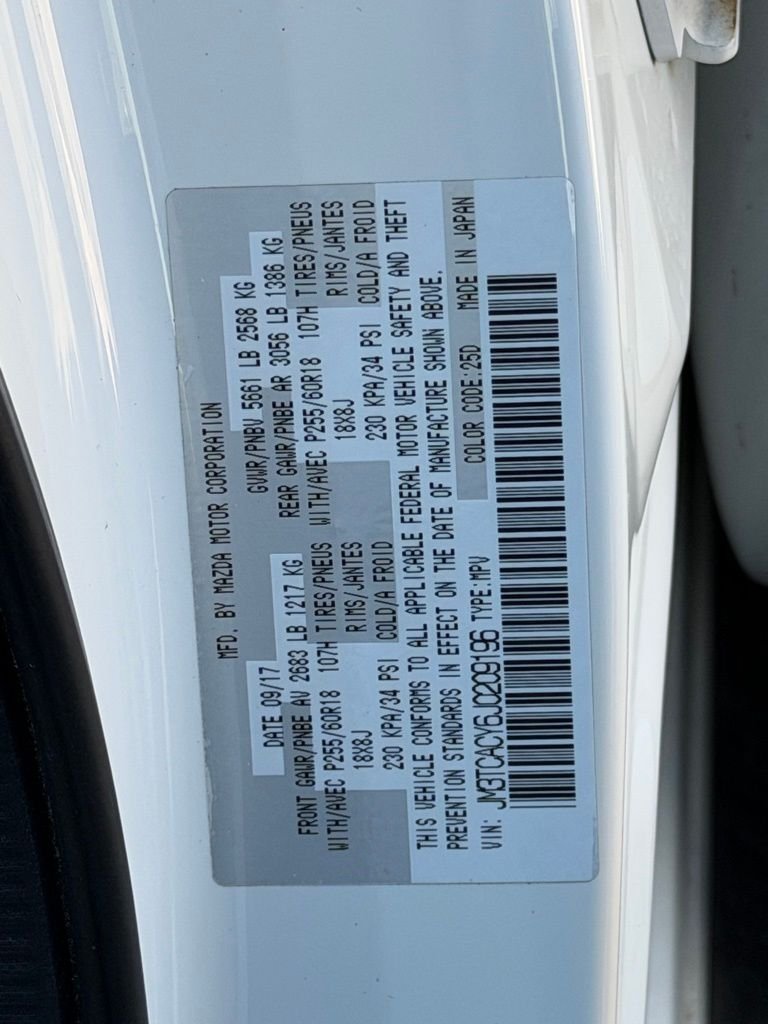 MFD. BY MAZDA MOTOR CORPORATION
DATE 09/17 GVWR/PNBV 5661 LB 2568 KG
FRONT GAWR/PNBE AV 2683 LB 1217 KG REAR GAWR/PNBE AR 3056 LB 1386 KG
WITH/AVEC P255/60R18 107H TIRES/PNEUS WITH/AVEC P255/60R18 107H TIRES/PNEUS
18X8J RIMS/JANTES 18X8J RIMS/JANTES
230 KPA/34 PSI COLD/A FROID 230 KPA/34 PSI COLD/A FROID
THIS VEHICLE CONFORMS TO ALL APPLICABLE FEDERAL MOTOR VEHICLE SAFETY AND THEFT
PREVENTION STANDARDS IN EFFECT ON THE DATE OF MANUFACTURE SHOWN ABOVE.
VIN: JM3TCACY6J0209196 TYPE:MPV COLOR CODE:25D MADE IN JAPAN